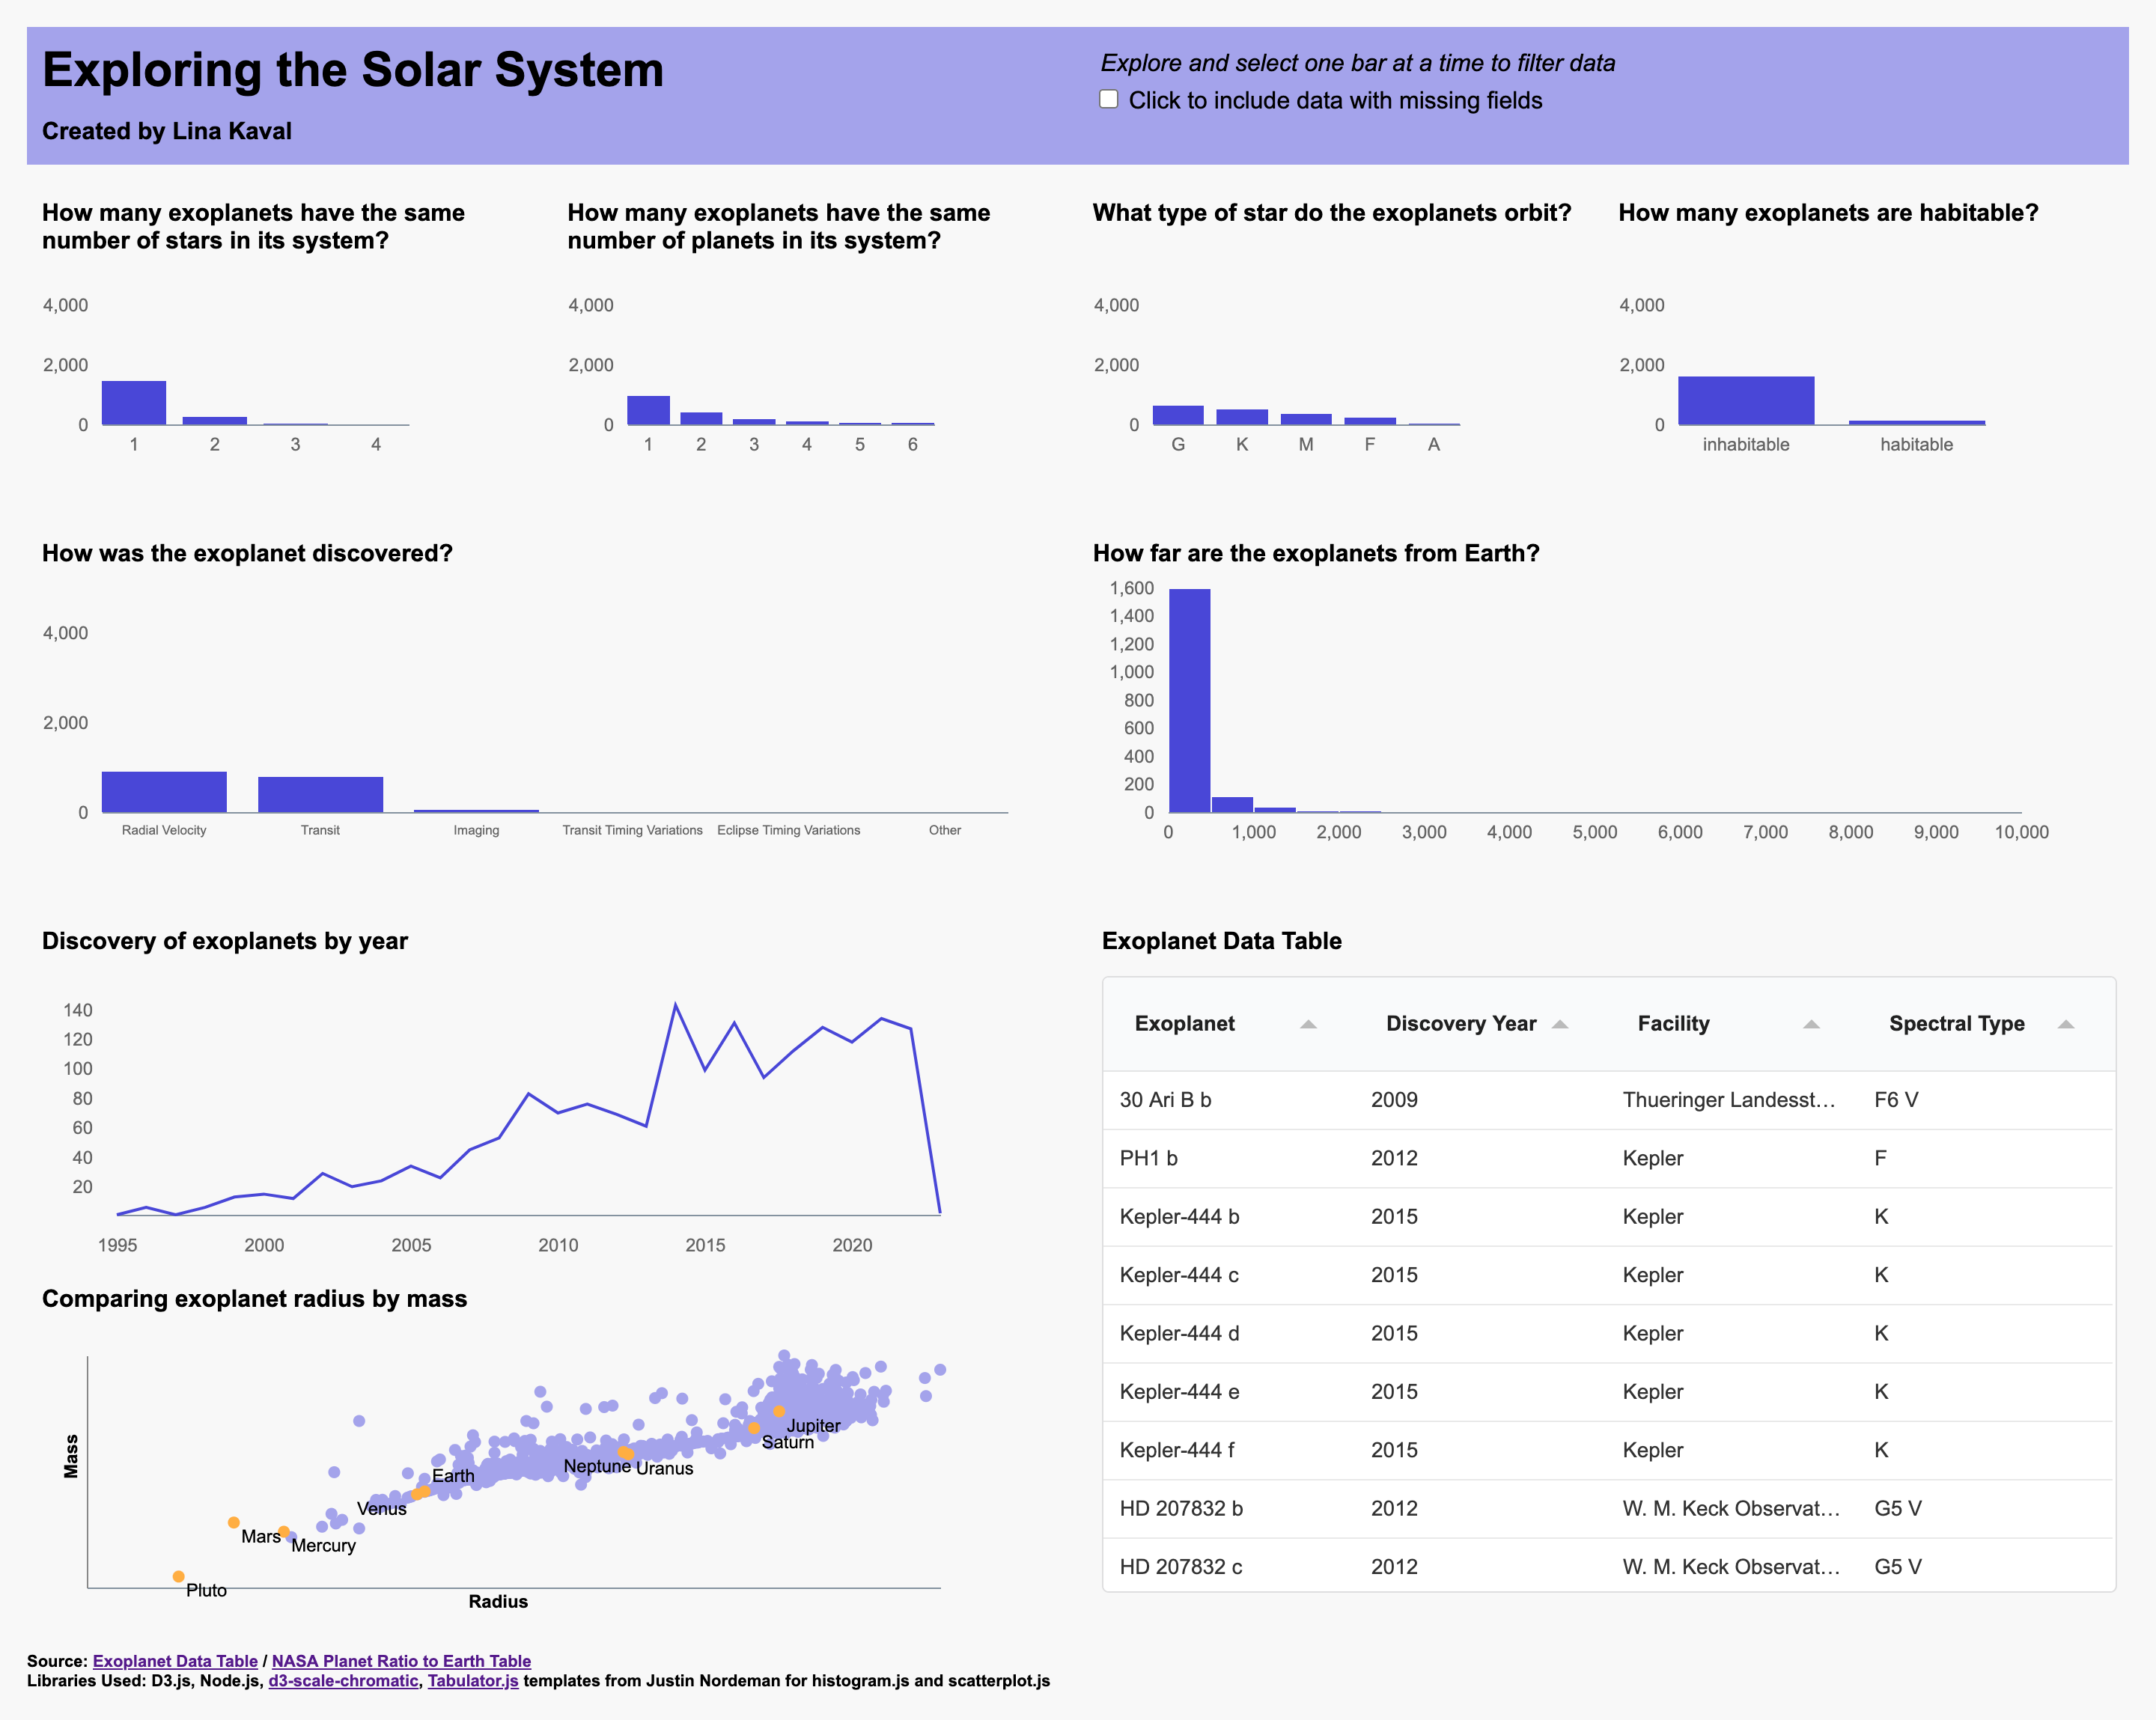 Exploring the Solar System
Created by Lina Kaval
Explore and select one bar at a time to filter data
Click to include data with missing fields
How many exoplanets have the same
number of stars in its system?
4,000
2,000
0
1 2 3 4
How many exoplanets have the same
number of planets in its system?
4,000
2,000
0
1 2 3 4 5 6
What type of star do the exoplanets orbit?
4,000
2,000
0
G K M F A
How many exoplanets are habitable?
4,000
2,000
0
inhabitable habitable
How was the exoplanet discovered?
4,000
2,000
0
Radial Velocity Transit Imaging Transit Timing Variations Eclipse Timing Variations Other
How far are the exoplanets from Earth?
1,600
1,400
1,200
1,000
800
600
400
200
0
0 1,000 2,000 3,000 4,000 5,000 6,000 7,000 8,000 9,000 10,000
Discovery of exoplanets by year
140
120
100
80
60
40
20
1995 2000 2005 2010 2015 2020
Comparing exoplanet radius by mass
Mass
Jupiter
Saturn
Neptune Uranus
Earth
Venus
Mars
Mercury
Pluto
Radius
Exoplanet Data Table
Exoplanet Discovery Year Facility Spectral Type
30 Ari B b 2009 Thueringer Landesst... F6 V
PH1 b 2012 Kepler F
Kepler-444 b 2015 Kepler K
Kepler-444 c 2015 Kepler K
Kepler-444 d 2015 Kepler K
Kepler-444 e 2015 Kepler K
Kepler-444 f 2015 Kepler K
HD 207832 b 2012 W. M. Keck Observat... G5 V
HD 207832 c 2012 W. M. Keck Observat... G5 V
Source: Exoplanet Data Table / NASA Planet Ratio to Earth Table
Libraries Used: D3.js, Node.js, d3-scale-chromatic, Tabulator.js templates from Justin Nordeman for histogram.js and scatterplot.js